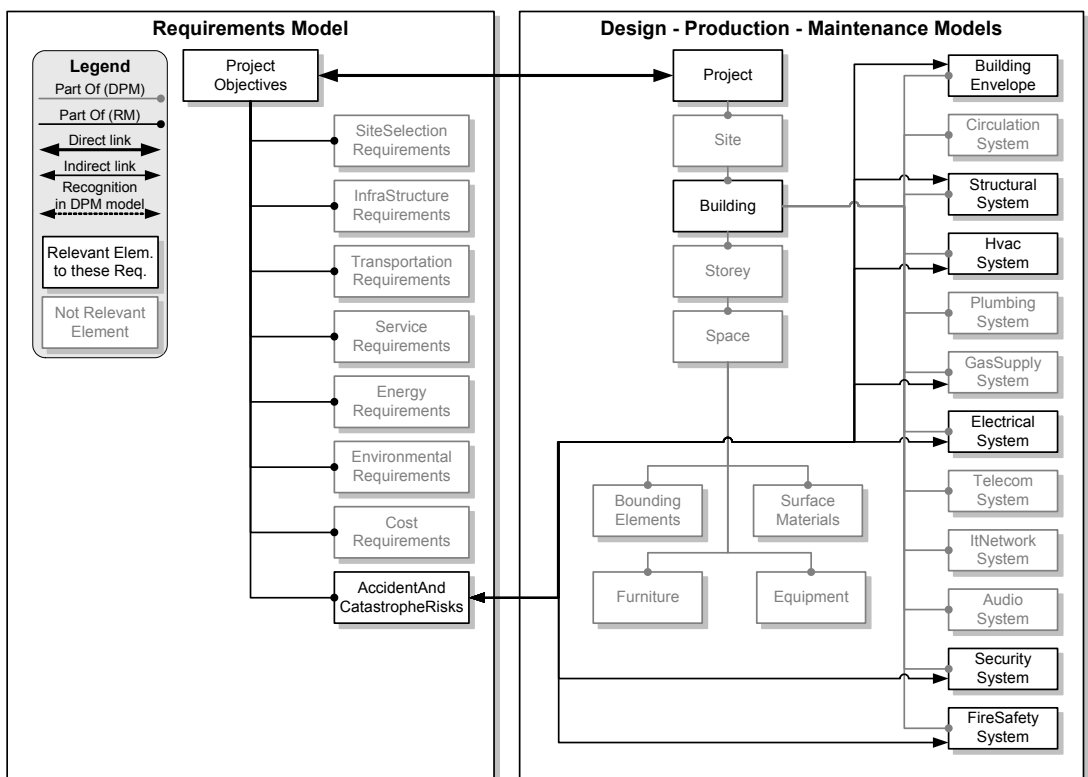 Requirements Model
Legend
Part Of (DPM)
Part Of (RM)
Direct link
Indirect link
Recognition
in DPM model
Relevant Elem.
to these Req.
Not Relevant
Element
Project
Objectives
SiteSelection
Requirements
InfraStructure
Requirements
Transportation
Requirements
Service
Requirements
Energy
Requirements
Environmental
Requirements
Cost
Requirements
AccidentAnd
CatastropheRisks
Design - Production - Maintenance Models
Project
Site
Building
Storey
Space
Bounding
Elements
Surface
Materials
Furniture
Equipment
Building
Envelope
Circulation
System
Structural
System
Hvac
System
Plumbing
System
GasSupply
System
Electrical
System
Telecom
System
ItNetwork
System
Audio
System
Security
System
FireSafety
System